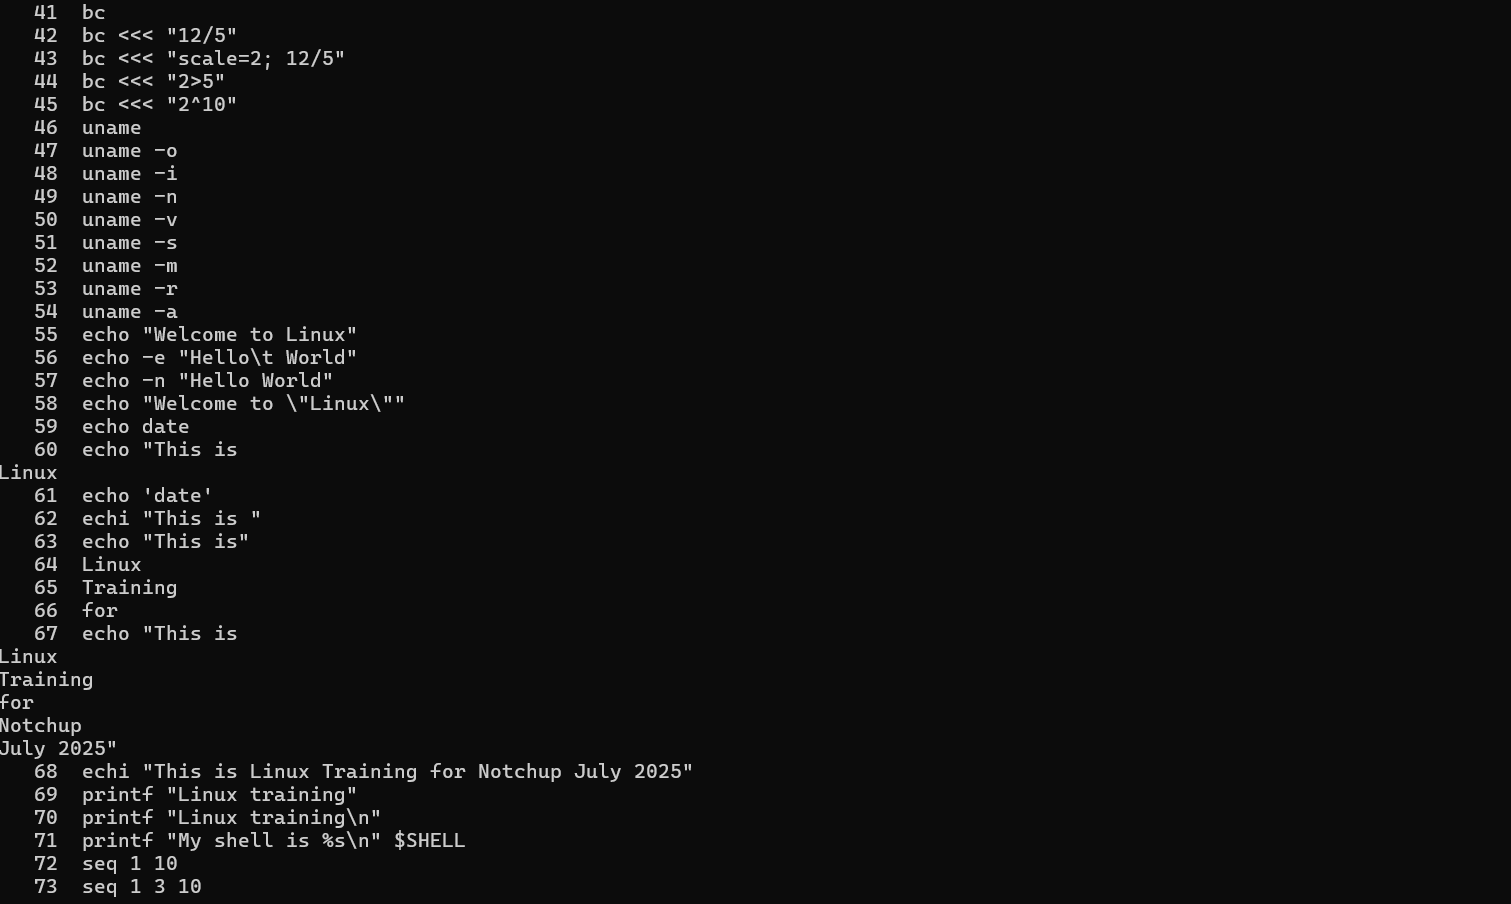 41  bc
42  bc <<< "12/5"
43  bc <<< "scale=2; 12/5"
44  bc <<< "2>5"
45  bc <<< "2^10"
46  uname
47  uname -o
48  uname -i
49  uname -n
50  uname -v
51  uname -s
52  uname -m
53  uname -r
54  uname -a
55  echo "Welcome to Linux"
56  echo -e "Hello\t World"
57  echo -n "Hello World"
58  echo "Welcome to \"Linux\""
59  echo date
60  echo "This is
Linux
61  echo 'date'
62  echi "This is "
63  echo "This is"
64  Linux
65  Training
66  for
67  echo "This is
Linux
Training
for
Notchup
July 2025"
68  echi "This is Linux Training for Notchup July 2025"
69  printf "Linux training"
70  printf "Linux training\n"
71  printf "My shell is %s\n" $SHELL
72  seq 1 10
73  seq 1 3 10